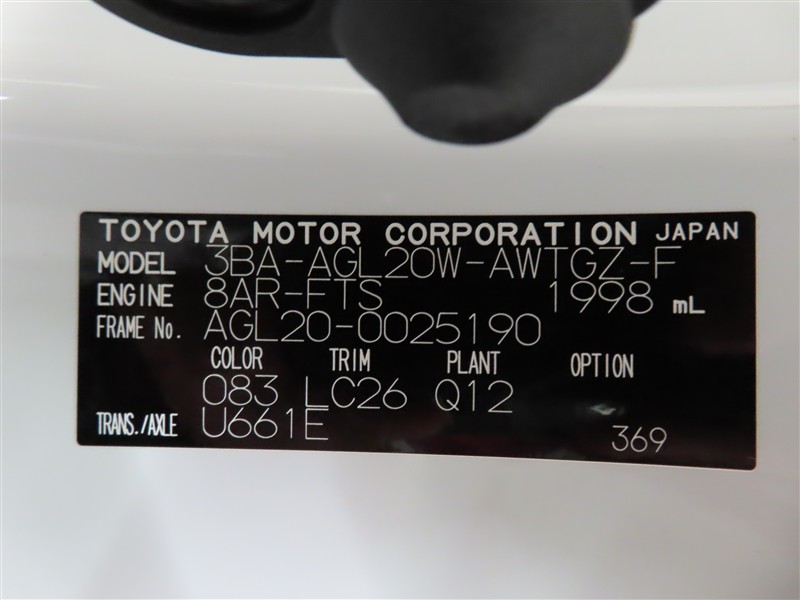 TOYOTA MOTOR CORPORATION JAPAN
MODEL 3BA-AGL20W-AWTGZ-F
ENGINE 8AR-FTS 1998 mL
FRAME No. AGL20-0025190
COLOR TRIM PLANT OPTION
083 LC26 Q12
TRANS./AXLE U661E 369